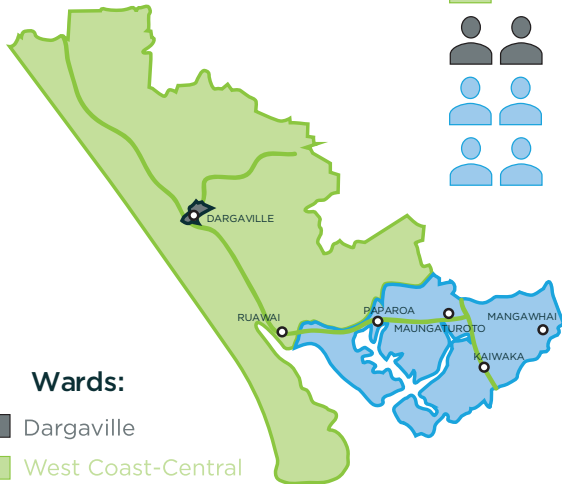 DARGAVILLE
RUAWAI
PAPAROA
MAUNGATUROTO
MANGAWHAI
KAIWAKA
Wards:
Dargaville
West Coast-Central